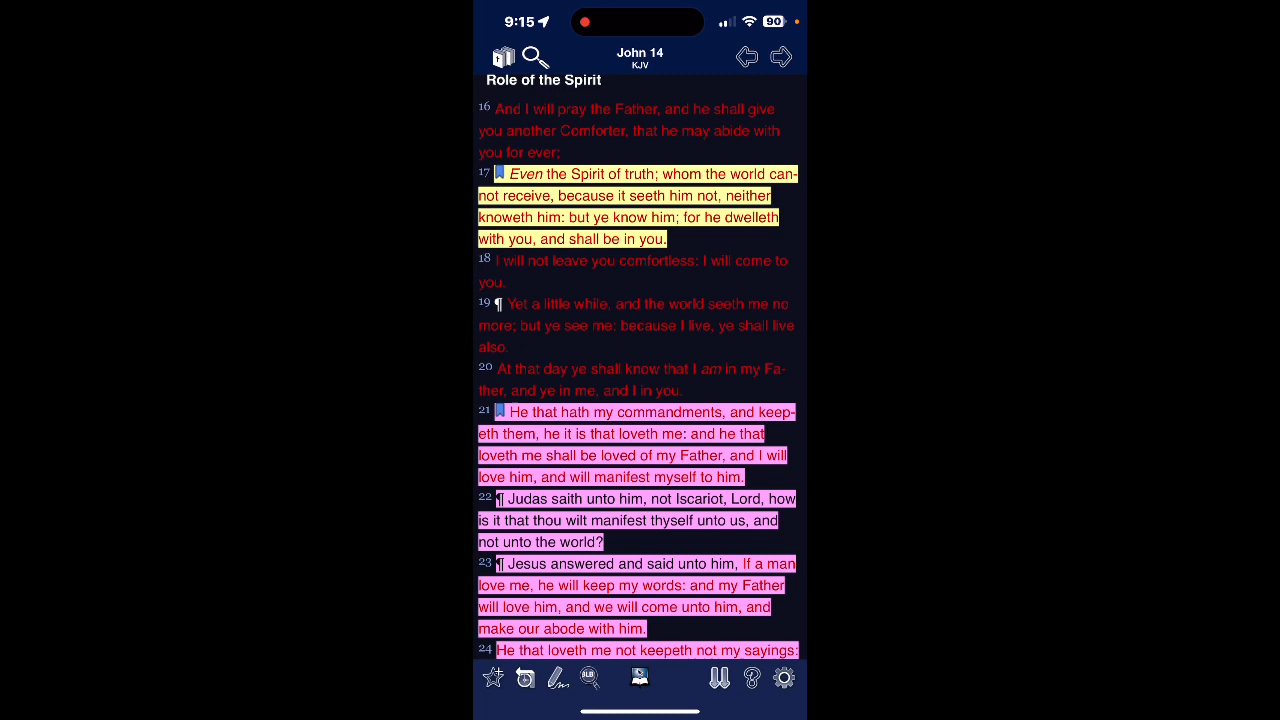 9:15
90
John 14
KJV
Role of the Spirit
16 And I will pray the Father, and he shall give
you another Comforter, that he may abide with
you for ever;
17 Even the Spirit of truth; whom the world can-
not receive, because it seeth him not, neither
knoweth him: but ye know him; for he dwelleth
with you, and shall be in you.
18 I will not leave you comfortless: I will come to
you.
19 ¶ Yet a little while, and the world seeth me no
more; but ye see me: because I live, ye shall live
also.
20 At that day ye shall know that I am in my Fa-
ther, and ye in me, and I in you.
21 He that hath my commandments, and keep-
eth them, he it is that loveth me: and he that
loveth me shall be loved of my Father, and I will
love him, and will manifest myself to him.
22 ¶ Judas saith unto him, not Iscariot, Lord, how
is it that thou wilt manifest thyself unto us, and
not unto the world?
23 ¶ Jesus answered and said unto him, If a man
love me, he will keep my words: and my Father
will love him, and we will come unto him, and
make our abode with him.
24 He that loveth me not keepeth not my sayings:
BLB